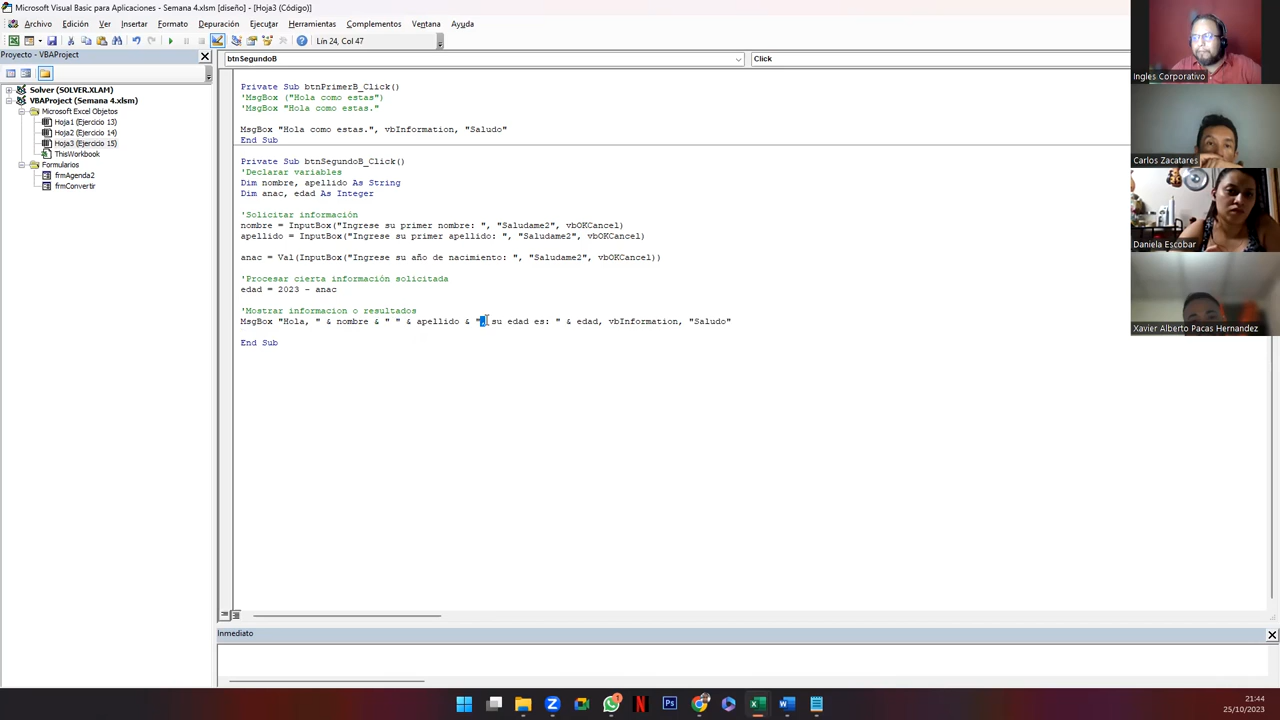 Microsoft Visual Basic para Aplicaciones - Semana 4.xlsm [diseño] - [Hoja3 (Código)]
Archivo Edición Ver Insertar Formato Depuración Ejecutar Herramientas Complementos Ventana Ayuda
Lín 24, Col 47
Proyecto - VBAProject
btnSegundoB
Click
Solver (SOLVER.XLAM)
VBAProject (Semana 4.xlsm)
Microsoft Excel Objetos
Hoja1 (Ejercicio 13)
Hoja2 (Ejercicio 14)
Hoja3 (Ejercicio 15)
ThisWorkbook
Formularios
frmAgenda2
frmConvertir
Private Sub btnPrimerB_Click()
'MsgBox ("Hola como estas")
'MsgBox "Hola como estas."
MsgBox "Hola como estas.", vbInformation, "Saludo"
End Sub
Private Sub btnSegundoB_Click()
'Declarar variables
Dim nombre, apellido As String
Dim anac, edad As Integer
'Solicitar información
nombre = InputBox("Ingrese su primer nombre: ", "Saludame2", vbOKCancel)
apellido = InputBox("Ingrese su primer apellido: ", "Saludame2", vbOKCancel)
anac = Val(InputBox("Ingrese su año de nacimiento: ", "Saludame2", vbOKCancel))
'Procesar cierta información solicitada
edad = 2023 - anac
'Mostrar informacion o resultados
MsgBox "Hola, " & nombre & " " & apellido & ", su edad es: " & edad, vbInformation, "Saludo"
End Sub
Inmediato
Ingles Corporativo
Carlos Zacatares
Daniela Escobar
Xavier Alberto Pacas Hernandez
21:44
25/10/2023